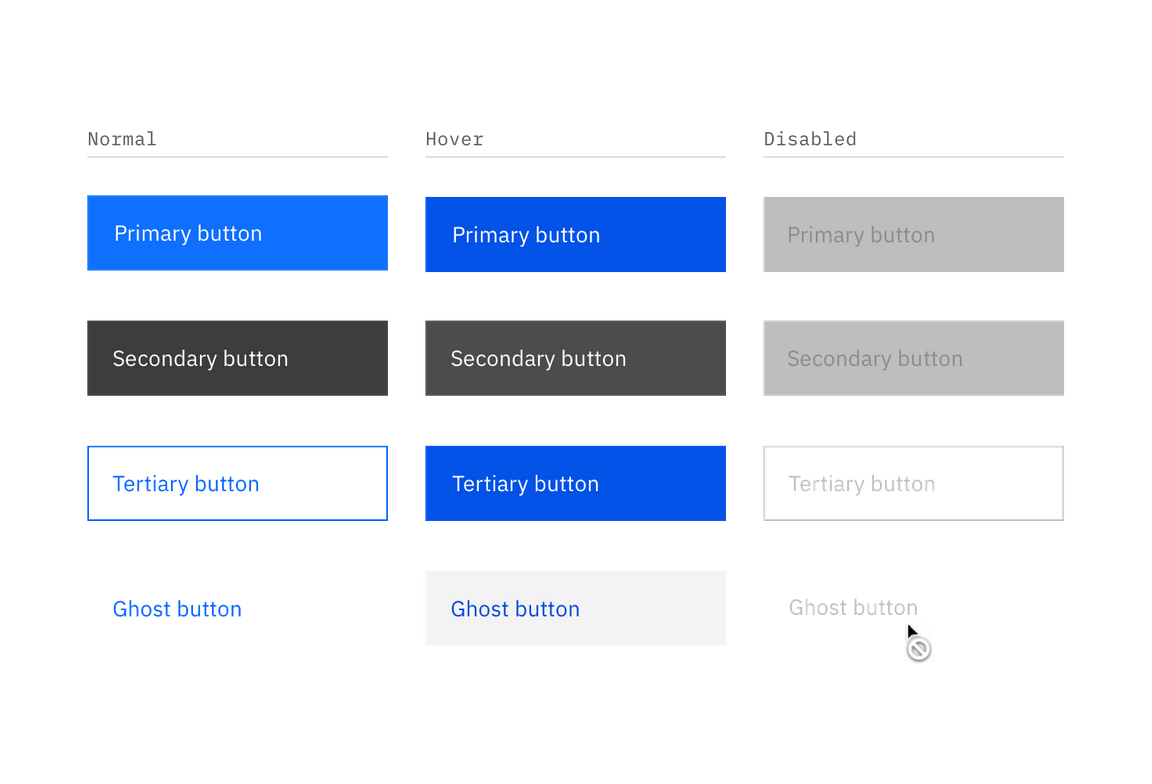 Normal
Hover
Disabled
Primary button
Primary button
Primary button
Secondary button
Secondary button
Secondary button
Tertiary button
Tertiary button
Tertiary button
Ghost button
Ghost button
Ghost button